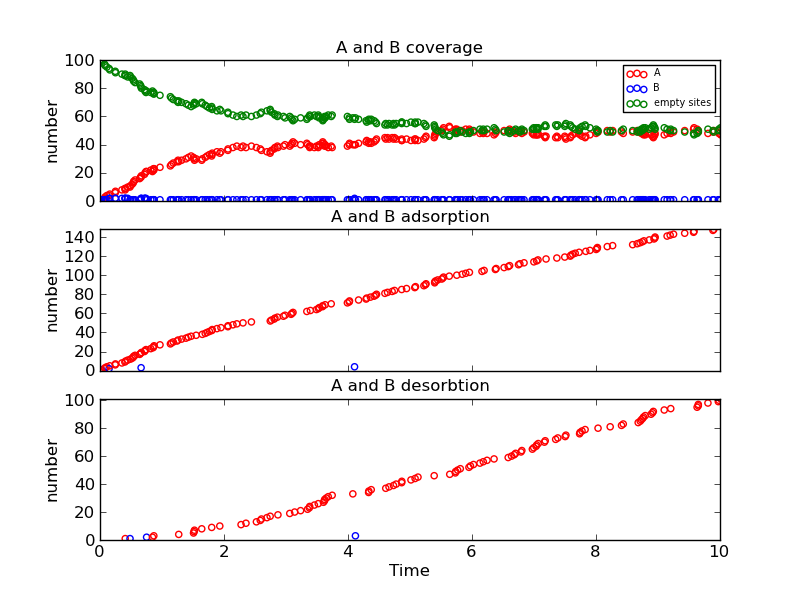 A and B coverage
100
80
60
40
20
0
number
A
B
empty sites
A and B adsorption
140
120
100
80
60
40
20
0
number
A and B desorbtion
100
80
60
40
20
0
number
0 2 4 6 8 10
Time